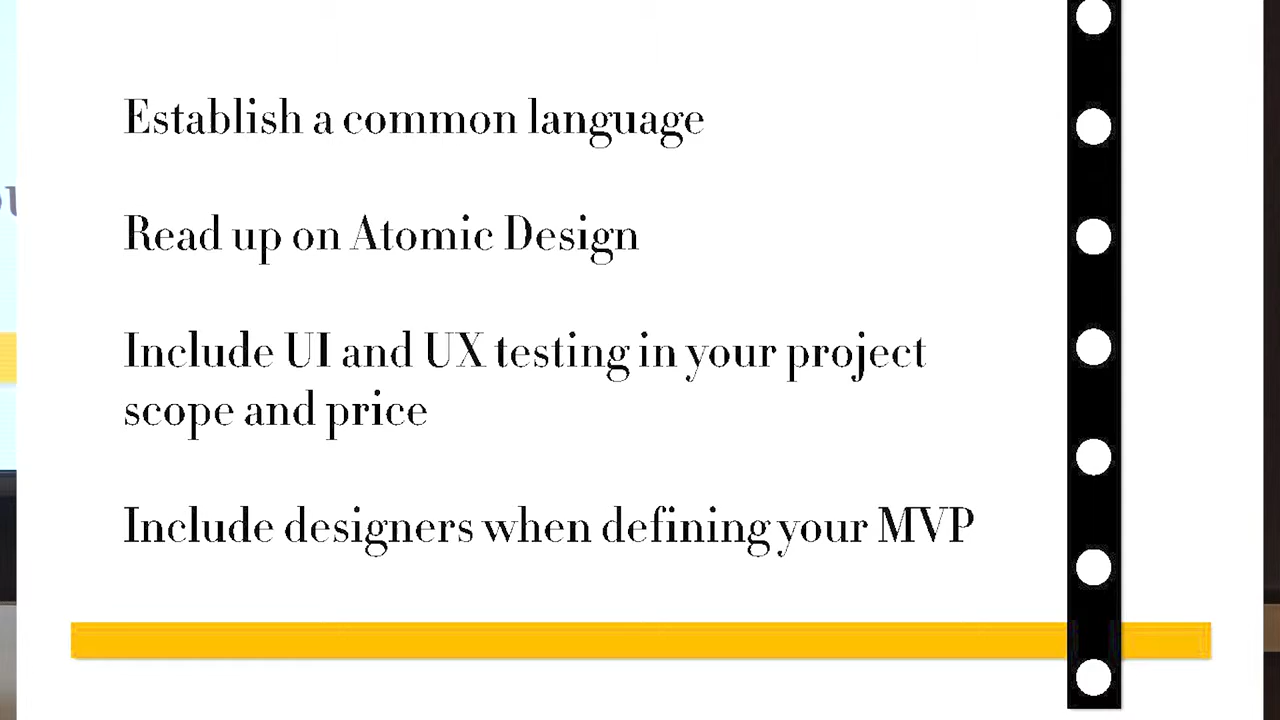 Establish a common language
Read up on Atomic Design
Include UI and UX testing in your project
scope and price
Include designers when defining your MVP